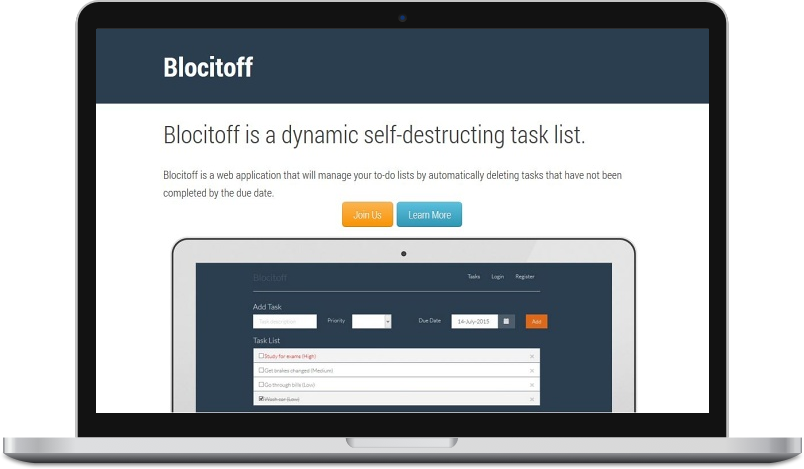 Blocitoff
Blocitoff is a dynamic self-destructing task list.
Blocitoff is a web application that will manage your to-do lists by automatically deleting tasks that have not been
completed by the due date.
Join Us
Learn More
Blocitoff
Tasks Login Register
Add Task
Priority
Due Date
14-July-2015
Add
Task List
Study for exams (High)
Get brakes changed (Medium)
Go through bills (Low)
Wash car (Low)